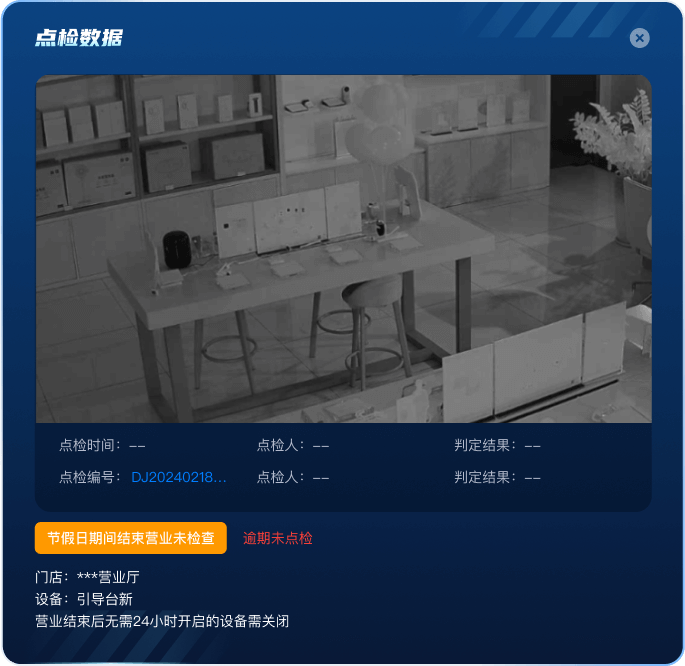 点检数据
点检时间：--  点检人：--  判定结果：--
点检编号：DJ20240218...  点检人：--  判定结果：--
节假日期间结束营业未检查  逾期未点检
门店：***营业厅
设备：引导台新
营业结束后无需24小时开启的设备需关闭